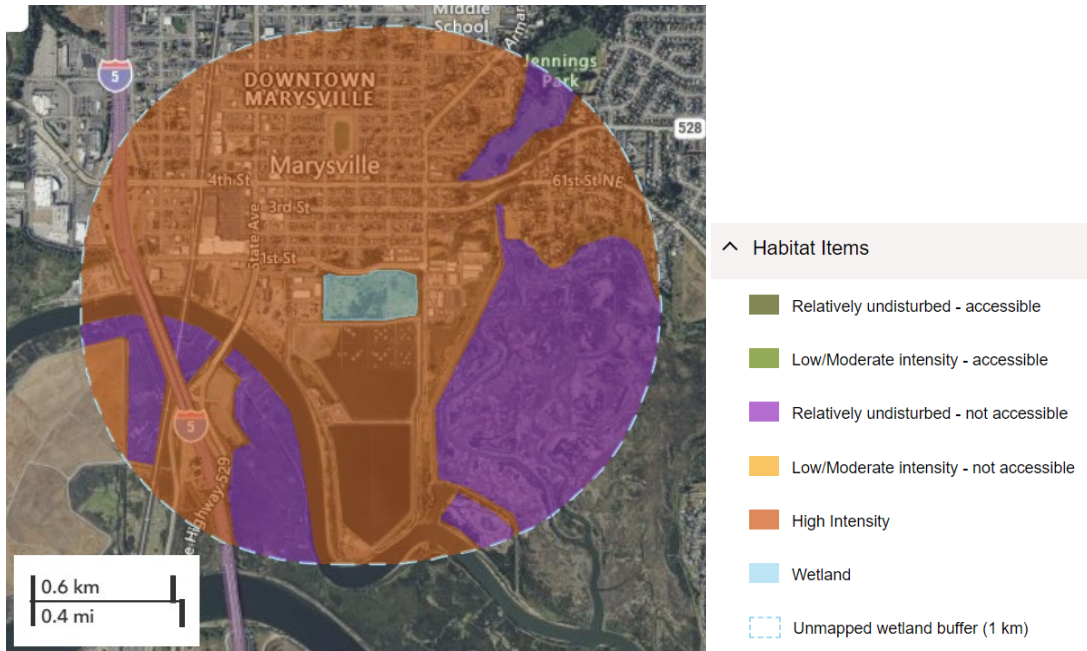 Middle
School
Armar
Jennings
Park
5
DOWNTOWN
MARYSVILLE
528
Marysville
4th St
61st St NE
3rd St
State Ave
1st St
5
e Highway 529
0.6 km
0.4 mi
Habitat Items
Relatively undisturbed - accessible
Low/Moderate intensity - accessible
Relatively undisturbed - not accessible
Low/Moderate intensity - not accessible
High Intensity
Wetland
Unmapped wetland buffer (1 km)